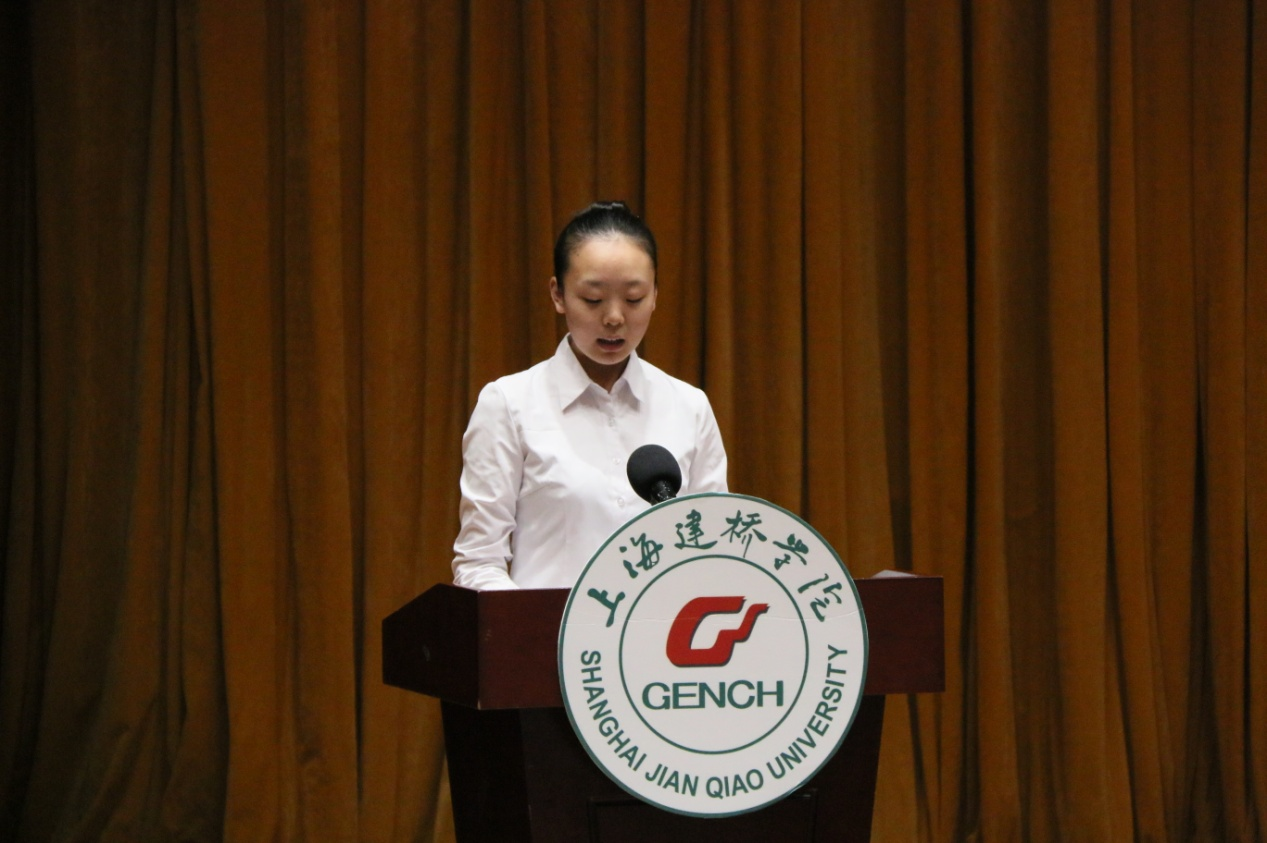 上海建桥学院
GENCH
SHANGHAI JIAN QIAO UNIVERSITY